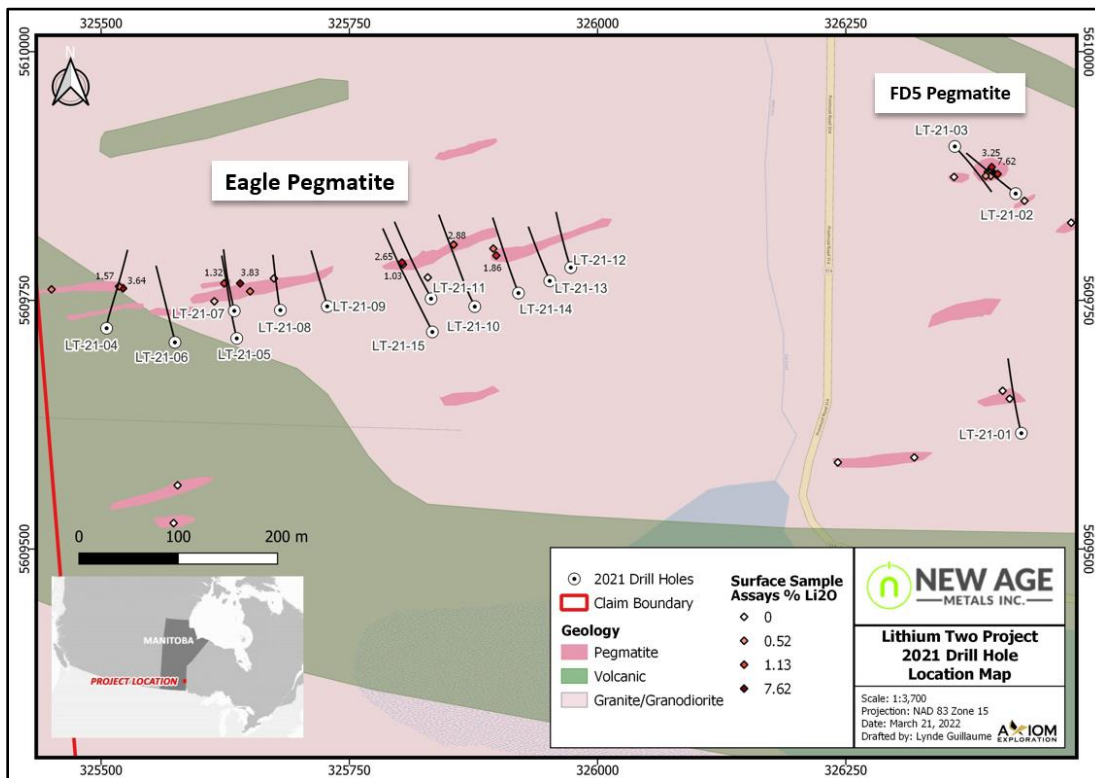 325500
325750
326000
326250
5610000
5610000
N
FD5 Pegmatite
LT-21-03
3.25
7.62
LT-21-02
Eagle Pegmatite
2.88
LT-21-12
1.57
3.64
1.32
3.83
2.65
1.03
1.86
LT-21-13
5609750
5609750
LT-21-07
LT-21-09
LT-21-11
LT-21-14
LT-21-04
LT-21-08
LT-21-10
LT-21-06
LT-21-05
LT-21-15
LT-21-01
0 100 200 m
5609500
5609500
MANITOBA
PROJECT LOCATION
2021 Drill Holes
Claim Boundary
Geology
Pegmatite
Volcanic
Granite/Granodiorite
Surface Sample
Assays % Li2O
0
0.52
1.13
7.62
NEW AGE
METALS INC.
Lithium Two Project
2021 Drill Hole
Location Map
Scale: 1:3,700
Projection: NAD 83 Zone 15
Date: March 21, 2022
Drafted by: Lynde Guillaume
AXIOM
EXPLORATION
325500
325750
326000
326250